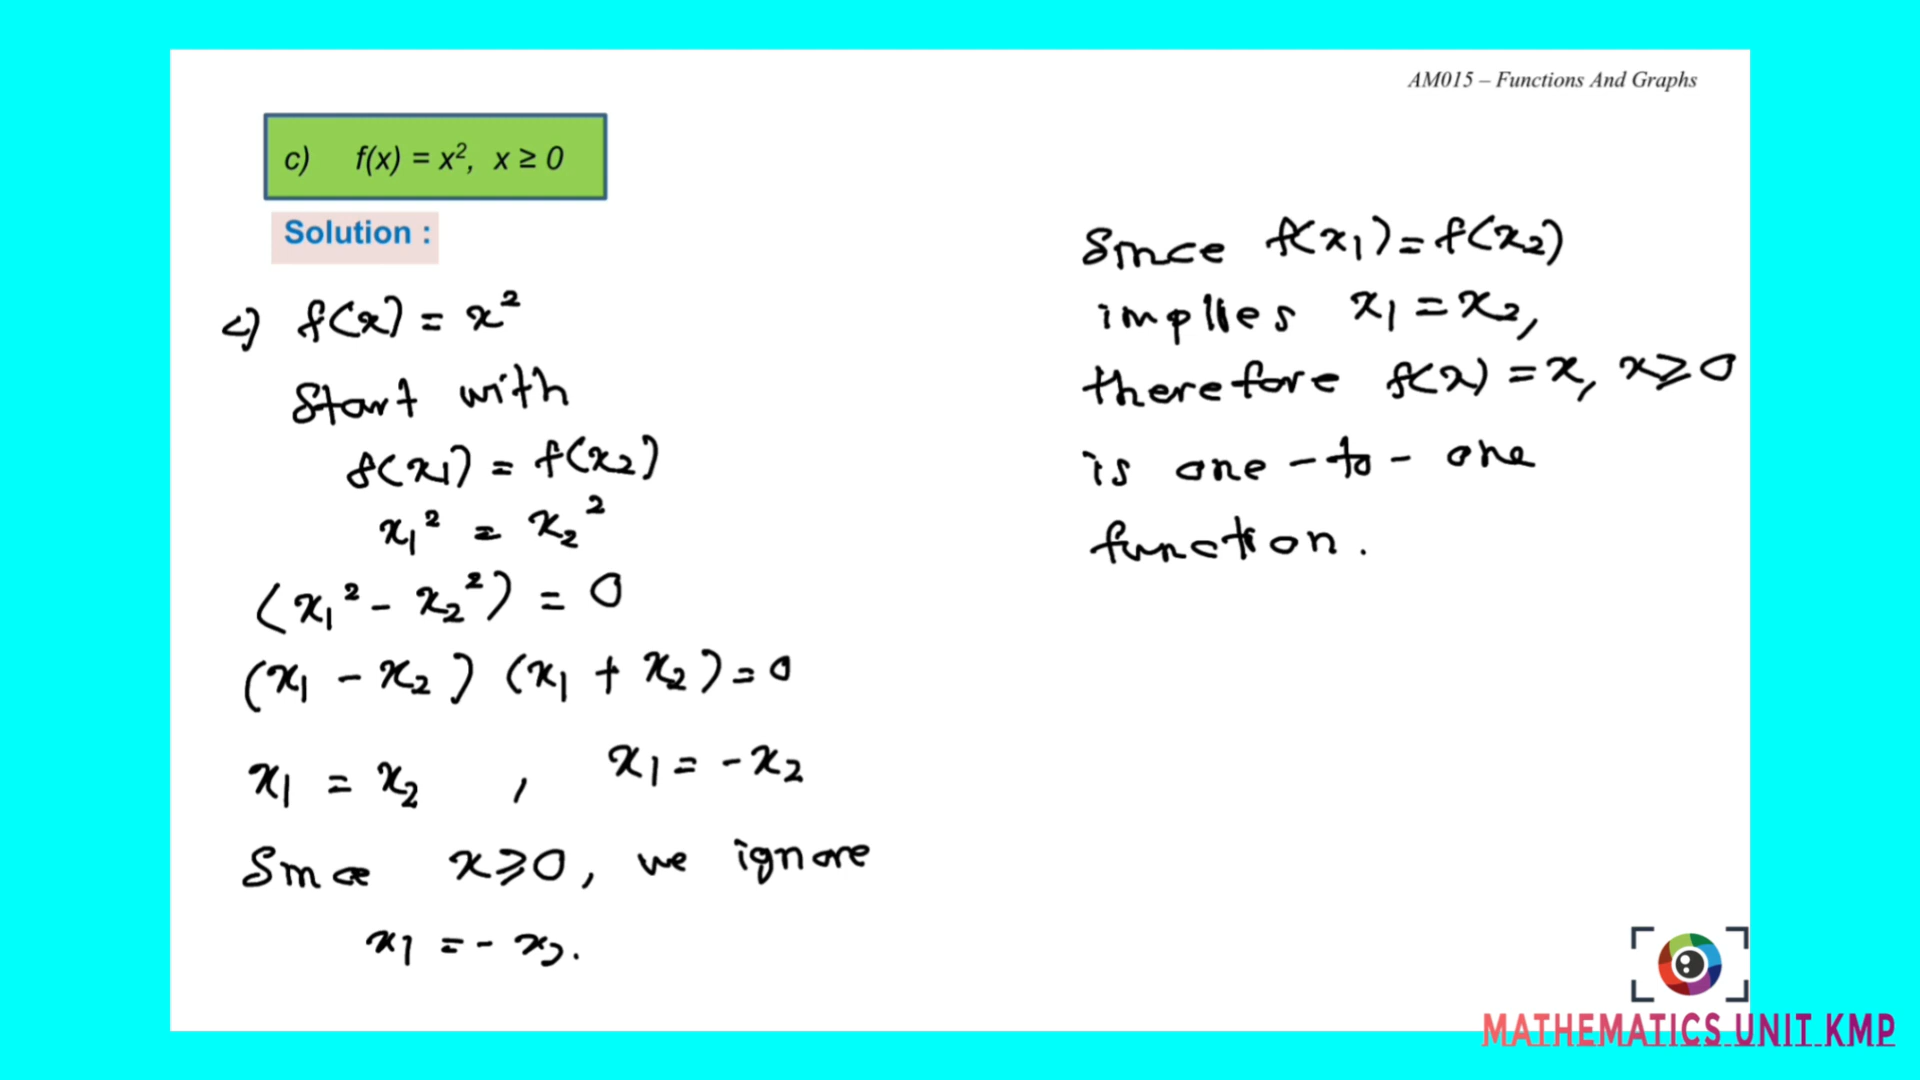 AM015 – Functions And Graphs
c) f(x) = x², x ≥ 0
Solution :
c) f(x) = x²
Start with
f(x₁) = f(x₂)
x₁² = x₂²
(x₁² - x₂²) = 0
(x₁ - x₂) (x₁ + x₂) = 0
x₁ = x₂ , x₁ = -x₂
Since x ⩾ 0, we ignore
x₁ = - x₂.
Since f(x₁) = f(x₂)
implies x₁ = x₂,
therefore f(x) = x, x ⩾ 0
is one - to - one
function.
MATHEMATICS UNIT KMP